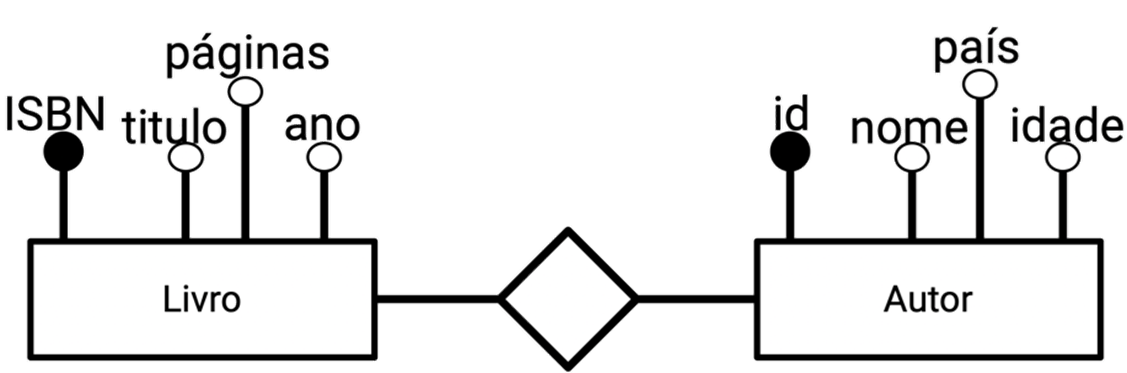 páginas
país
ISBN
titulo
ano
id
nome
idade
Livro
Autor